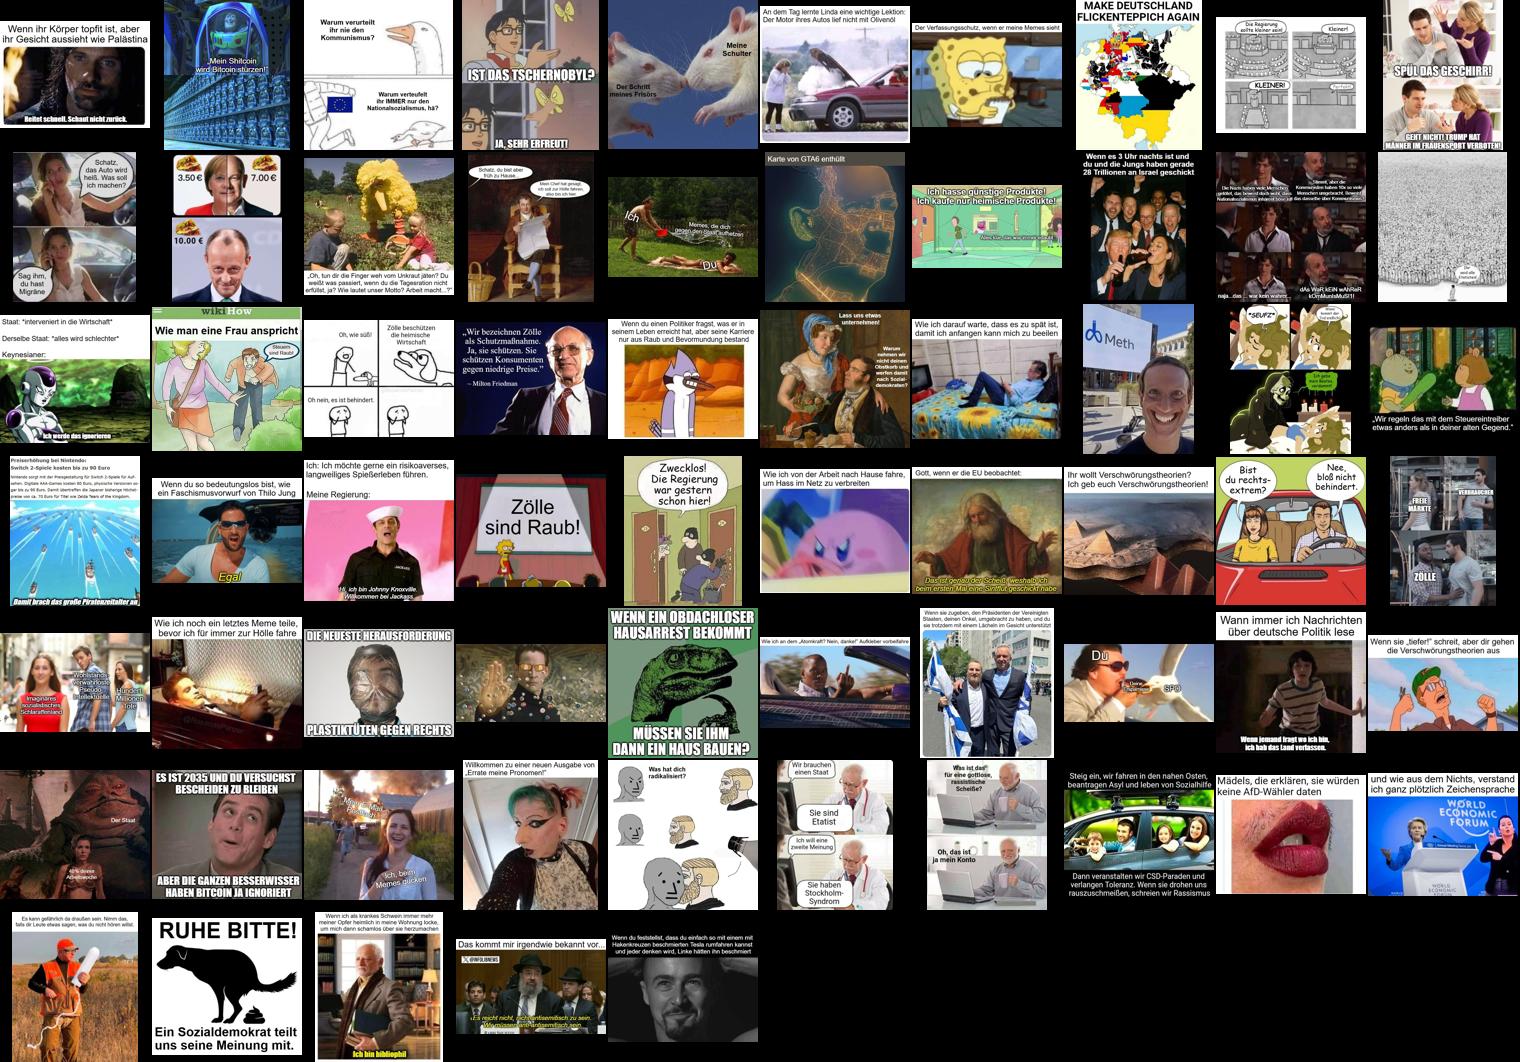 Wenn ihr Körper topfit ist, aber
ihr Gesicht aussieht wie Palästina
Reitet schnell. Schaut nicht zurück.
„Mein Shitcoin
wird Bitcoin stürzen!“
Warum verurteilt
ihr nie den
Kommunismus?
Warum verteufelt
ihr IMMER nur den
Nationalsozialismus, hä?
IST DAS TSCHERNOBYL?
JA, SEHR ERFREUT!
Meine
Schulter
Der Schritt
meines Frisörs
An dem Tag lernte Linda eine wichtige Lektion:
Der Motor ihres Autos lief nicht mit Olivenöl
Der Verfassungsschutz, wenn er meine Memes sieht
MAKE DEUTSCHLAND
FLICKENTEPPICH AGAIN
Die Regierung
sollte kleiner sein!
Kleiner!
KLEINER!
Perfekt!
SPÜL DAS GESCHIRR!
GEHT NICHT! TRUMP HAT
MÄNNER IM FRAUENSPORT VERBOTEN!
Schatz,
das Auto wird
heiß. Was soll
ich machen?
Sag ihm,
du hast
Migräne
3.50 €
7.00 €
10.00 €
„Oh, tun dir die Finger weh vom Unkraut jäten? Du
weißt was passiert, wenn du die Tagesration nicht
erfüllst, ja? Wie lautet unser Motto? Arbeit macht...?“
Schatz, du bist aber
früh zu Hause.
Mein Chef hat gesagt,
ich soll zur Hölle fahren,
also bin ich hier.
Ich
Memes, die dich
gegen den Staat aufhetzen
Du
Karte von GTA6 enthüllt
Ich hasse günstige Produkte!
Ich kaufe nur heimische Produkte!
Wenn es 3 Uhr nachts ist und
du und die Jungs haben gerade
28 Trillionen an Israel geschickt
Die Nazis haben viele Menschen
Stimmt, aber die
naja...das ... war kein wahrer...
dAs WaR kEiN wAhReR
kOmMunIsMuS!1!
Staat: *interveniert in die Wirtschaft*
Derselbe Staat: *alles wird schlechter*
Keynesianer:
Ich werde das ignorieren
wikiHow
Wie man eine Frau anspricht
Steuern
sind Raub!
Oh, wie süß!
Zölle beschützen
die heimische
Wirtschaft
Oh nein, es ist behindert.
„Wir bezeichnen Zölle
als Schutzmaßnahme.
Ja, sie schützen. Sie
schützen Konsumenten
gegen niedrige Preise.“
~ Milton Friedman
Wenn du einen Politiker fragst, was er in
seinem Leben erreicht hat, aber seine Karriere
nur aus Raub und Bevormundung bestand
Lass uns etwas
unternehmen!
Warum
nehmen wir
nicht deinen
Obstkorb und
werfen damit
nach Sozial-
demokraten?
Wie ich darauf warte, dass es zu spät ist,
damit ich anfangen kann mich zu beeilen
Meth
*SEUFZ*
„Wir regeln das mit dem Steuereintreiber
etwas anders als in deiner alten Gegend.“
Preiserhöhung bei Nintendo:
Switch 2-Spiele kosten bis zu 90 Euro
Damit brach das große Piratenzeitalter an
Wenn du so bedeutungslos bist, wie
ein Faschismusvorwurf von Thilo Jung
Egal
Ich: Ich möchte gerne ein risikoaverses,
langweiliges Spießerleben führen.
Meine Regierung:
Hi, ich bin Johnny Knoxville.
Willkommen bei Jackass.
Zölle
sind Raub!
Zwecklos!
Die Regierung
war gestern
schon hier!
Wie ich von der Arbeit nach Hause fahre,
um Hass im Netz zu verbreiten
Gott, wenn er die EU beobachtet:
Das ist genau der Scheiß, weshalb ich
beim ersten Mal eine Sintflut geschickt habe
Ihr wollt Verschwörungstheorien?
Ich geb euch Verschwörungstheorien!
Bist
du rechts-
extrem?
Nee,
bloß nicht
behindert.
FREIE
MÄRKTE
VERBRAUCHER
ZÖLLE
Imaginäres
sozialistisches
Schlaraffenland
Wohlstands-
verwahrloste
Pseudo
Intellektuelle
Hundert
Millionen
Tote
Wie ich noch ein letztes Meme teile,
bevor ich für immer zur Hölle fahre
DIE NEUESTE HERAUSFORDERUNG
PLASTIKTÜTEN GEGEN RECHTS
WENN EIN OBDACHLOSER
HAUSARREST BEKOMMT
MÜSSEN SIE IHM
DANN EIN HAUS BAUEN?
Wie ich an dem „Atomkraft? Nein, danke!“ Aufkleber vorbeifahre
Wenn sie zugeben, den Präsidenten der Vereinigten
Staaten, deinen Onkel, umgebracht zu haben, und du
sie trotzdem mit einem Lächeln im Gesicht unterstützt
Du
Deine
Ersparnisse
SPD
Wann immer ich Nachrichten
über deutsche Politik lese
Wenn jemand fragt wo ich bin,
ich hab das Land verlassen.
Wenn sie „tiefer!“ schreit, aber dir gehen
die Verschwörungstheorien aus
Der Staat
40% deiner
Arbeitswoche
ES IST 2035 UND DU VERSUCHST
BESCHEIDEN ZU BLEIBEN
ABER DIE GANZEN BESSERWISSER
HABEN BITCOIN JA IGNORIERT
Ich, beim
Memes gucken
Willkommen zu einer neuen Ausgabe von
„Errate meine Pronomen!“
Was hat dich
radikalisiert?
Wir brauchen
einen Staat
Sie sind
Etatist
Ich will eine
zweite Meinung
Sie haben
Stockholm-
Syndrom
Was ist das
für eine gottlose,
rassistische
Scheiße?
Oh, das ist
ja mein Konto
Steig ein, wir fahren in den nahen Osten,
beantragen Asyl und leben von Sozialhilfe
Dann veranstalten wir CSD-Paraden und
verlangen Toleranz. Wenn sie drohen uns
rauszuschmeißen, schreien wir Rassismus
Mädels, die erklären, sie würden
keine AfD-Wähler daten
und wie aus dem Nichts, verstand
ich ganz plötzlich Zeichensprache
WORLD
ECONOMIC
FORUM
WORLD
ECONOMIC
Es kann gefährlich da draußen sein. Nimm das,
falls dir Leute etwas sagen, was du nicht hören willst.
RUHE BITTE!
Ein Sozialdemokrat teilt
uns seine Meinung mit.
Wenn ich als krankes Schwein immer mehr
meiner Opfer heimlich in meine Wohnung locke,
um mich dann schamlos über sie herzumachen
Ich bin bibliophil
Das kommt mir irgendwie bekannt vor...
@INFOLIBNEWS
Es reicht nicht, nicht antisemitisch zu sein.
Wir müssen anti-antisemitisch sein.
Wenn du feststellst, dass du einfach so mit einem mit
Hakenkreuzen beschmierten Tesla rumfahren kannst
und jeder denken wird, Linke hätten ihn beschmiert